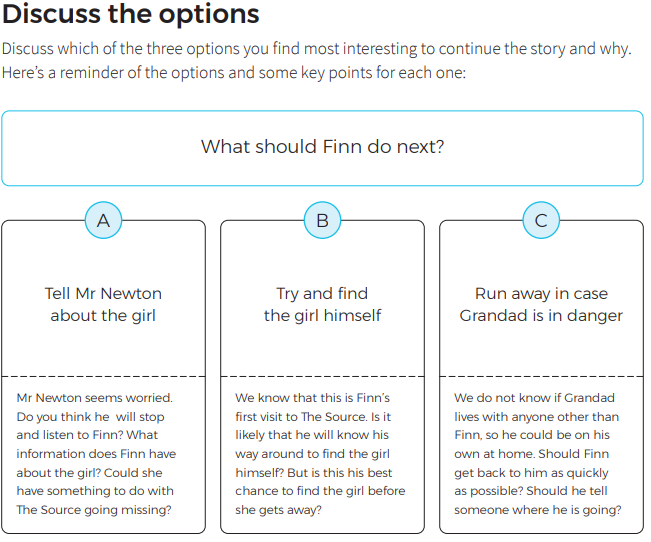 Discuss the options
Discuss which of the three options you find most interesting to continue the story and why.
Here's a reminder of the options and some key points for each one:
What should Finn do next?
A
Tell Mr Newton
about the girl
Mr Newton seems worried.
Do you think he will stop
and listen to Finn? What
information does Finn have
about the girl? Could she
have something to do with
The Source going missing?
B
Try and find
the girl himself
We know that this is Finn's
first visit to The Source. Is it
likely that he will know his
way around to find the girl
himself? But is this his best
chance to find the girl before
she gets away?
C
Run away in case
Grandad is in danger
We do not know if Grandad
lives with anyone other than
Finn, so he could be on his
own at home. Should Finn
get back to him as quickly
as possible? Should he tell
someone where he is going?